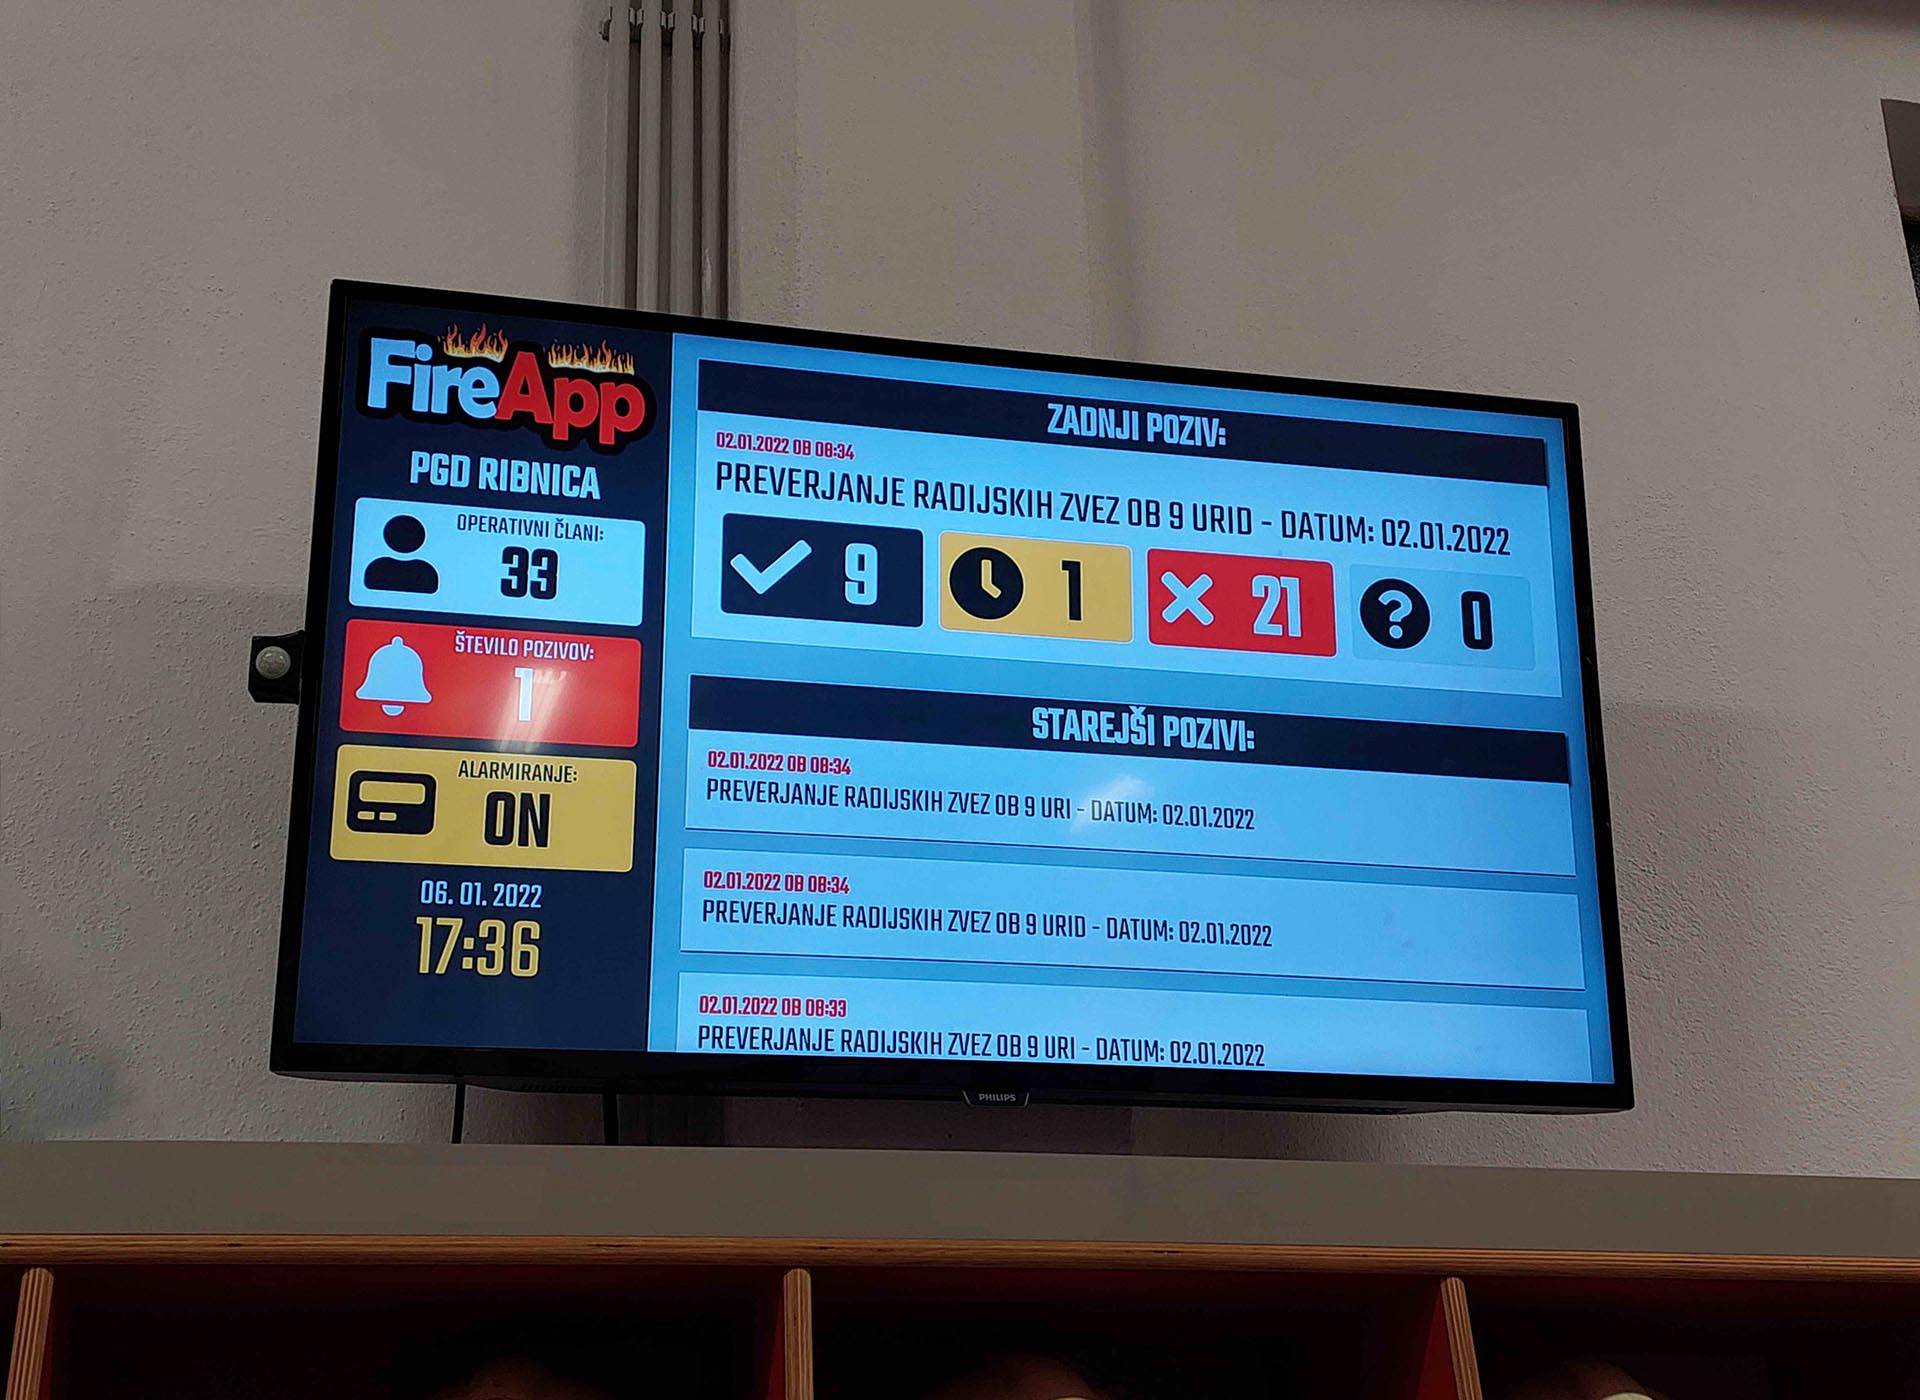 FireApp
PGD RIBNICA
OPERATIVNI ČLANI:
33
ŠTEVILO POZIVOV:
1
ALARMIRANJE:
ON
06. 01. 2022
17:36
ZADNJI POZIV:
02.01.2022 OB 08:34
PREVERJANJE RADIJSKIH ZVEZ OB 9 URID - DATUM: 02.01.2022
9
1
21
? 0
STAREJŠI POZIVI:
02.01.2022 OB 08:34
PREVERJANJE RADIJSKIH ZVEZ OB 9 URI - DATUM: 02.01.2022
02.01.2022 OB 08:34
PREVERJANJE RADIJSKIH ZVEZ OB 9 URID - DATUM: 02.01.2022
02.01.2022 OB 08:33
PREVERJANJE RADIJSKIH ZVEZ OB 9 URI - DATUM: 02.01.2022
PHILIPS